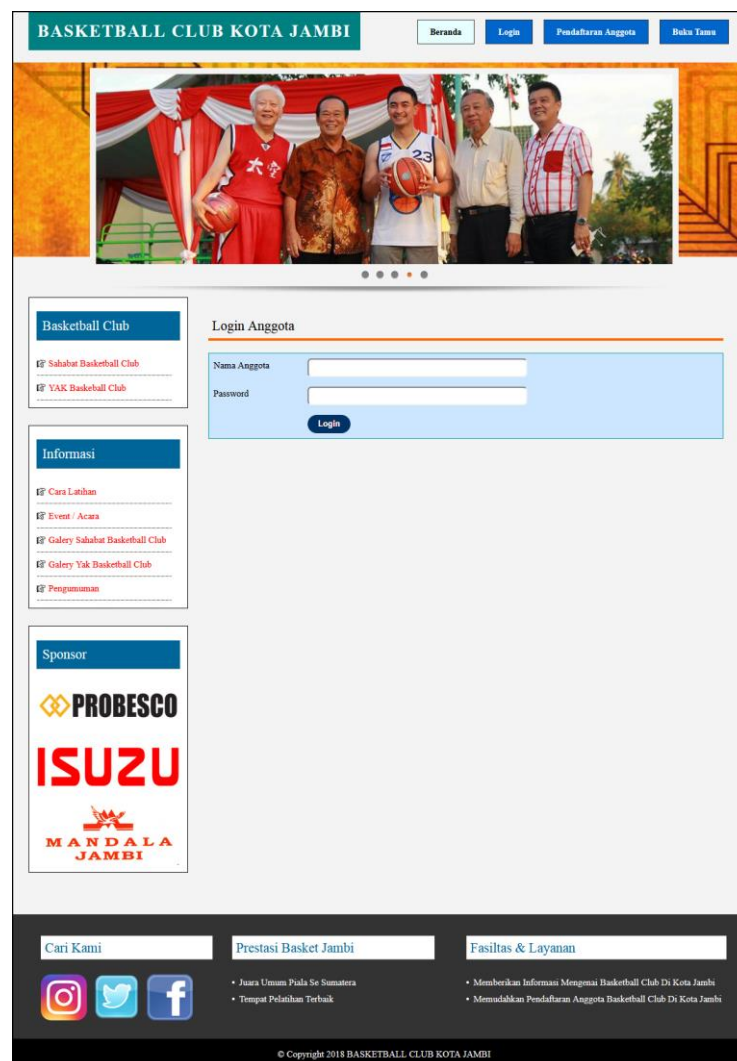 BASKETBALL CLUB KOTA JAMBI
Beranda
Login
Pendaftaran Anggota
Buku Tamu
大空
23
Basketball Club
Sahabat Basketball Club
YAK Baskeball Club
Login Anggota
Nama Anggota
Password
Login
Informasi
Cara Latihan
Event / Acara
Galery Sahabat Basketball Club
Galery Yak Basketball Club
Pengumuman
Sponsor
PROBESCO
ISUZU
MANDALA
JAMBI
Cari Kami
Prestasi Basket Jambi
Juara Umum Piala Se Sumatera
Tempat Pelatihan Terbaik
Fasiltas & Layanan
Memberikan Informasi Mengenai Basketball Club Di Kota Jambi
Memudahkan Pendaftaran Anggota Basketball Club Di Kota Jambi
© Copyright 2018 BASKETBALL CLUB KOTA JAMBI